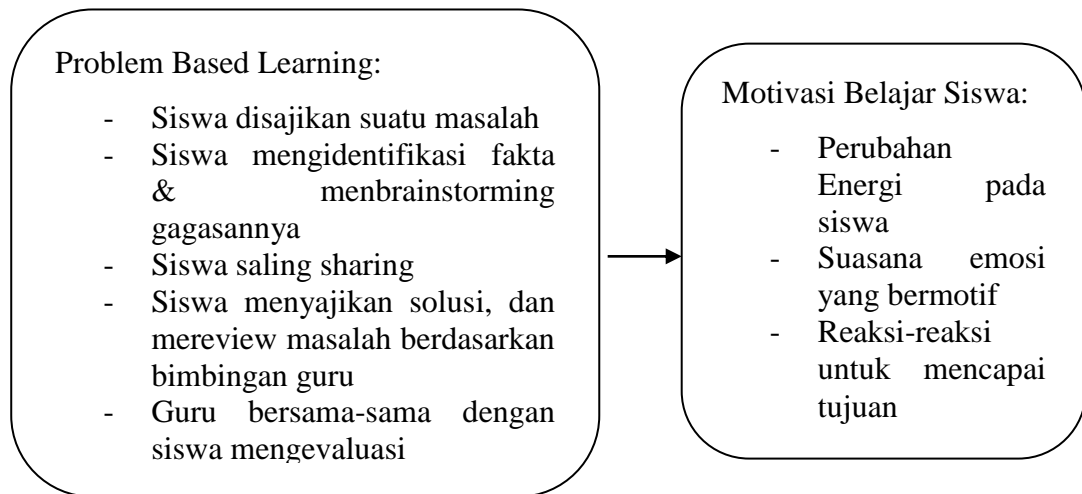 Problem Based Learning:
- Siswa disajikan suatu masalah
- Siswa mengidentifikasi fakta
& menbrainstorming
gagasannya
- Siswa saling sharing
- Siswa menyajikan solusi, dan
mereview masalah berdasarkan
bimbingan guru
- Guru bersama-sama dengan
siswa mengevaluasi
Motivasi Belajar Siswa:
- Perubahan
Energi pada
siswa
- Suasana emosi
yang bermotif
- Reaksi-reaksi
untuk mencapai
tujuan